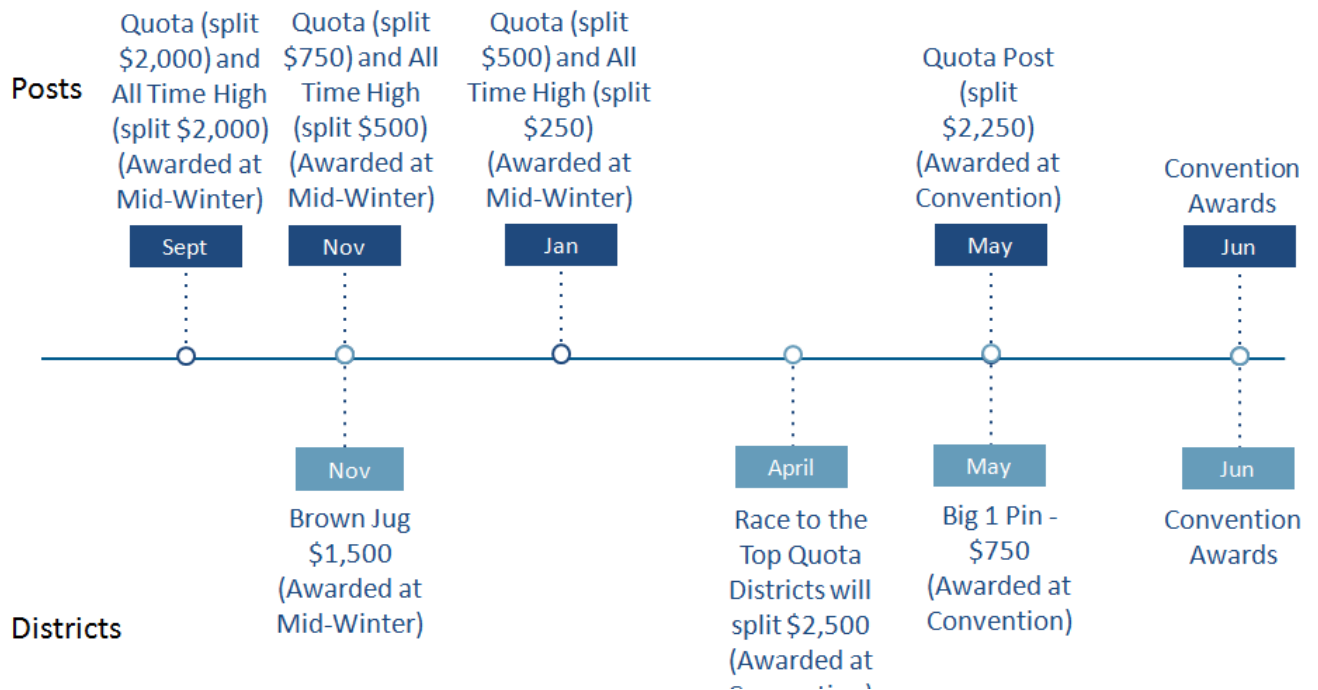 Posts
Quota (split
$2,000) and
All Time High
(split $2,000)
(Awarded at
Mid-Winter)
Sept
Quota (split
$750) and All
Time High
(split $500)
(Awarded at
Mid-Winter)
Nov
Quota (split
$500) and All
Time High (split
$250)
(Awarded at
Mid-Winter)
Jan
Quota Post
(split
$2,250)
(Awarded at
Convention)
May
Convention
Awards
Jun
Districts
Nov
Brown Jug
$1,500
(Awarded at
Mid-Winter)
April
Race to the
Top Quota
Districts will
split $2,500
(Awarded at
May
Big 1 Pin -
$750
(Awarded at
Convention)
Jun
Convention
Awards